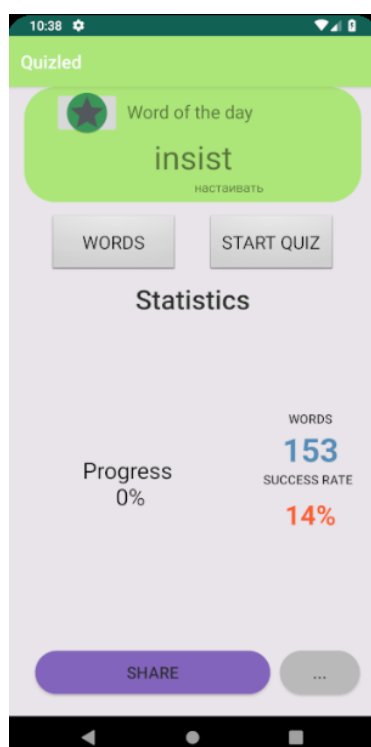 10:38
Quizled
Word of the day
insist
настаивать
WORDS
START QUIZ
Statistics
WORDS
153
Progress
SUCCESS RATE
0%
14%
SHARE
...